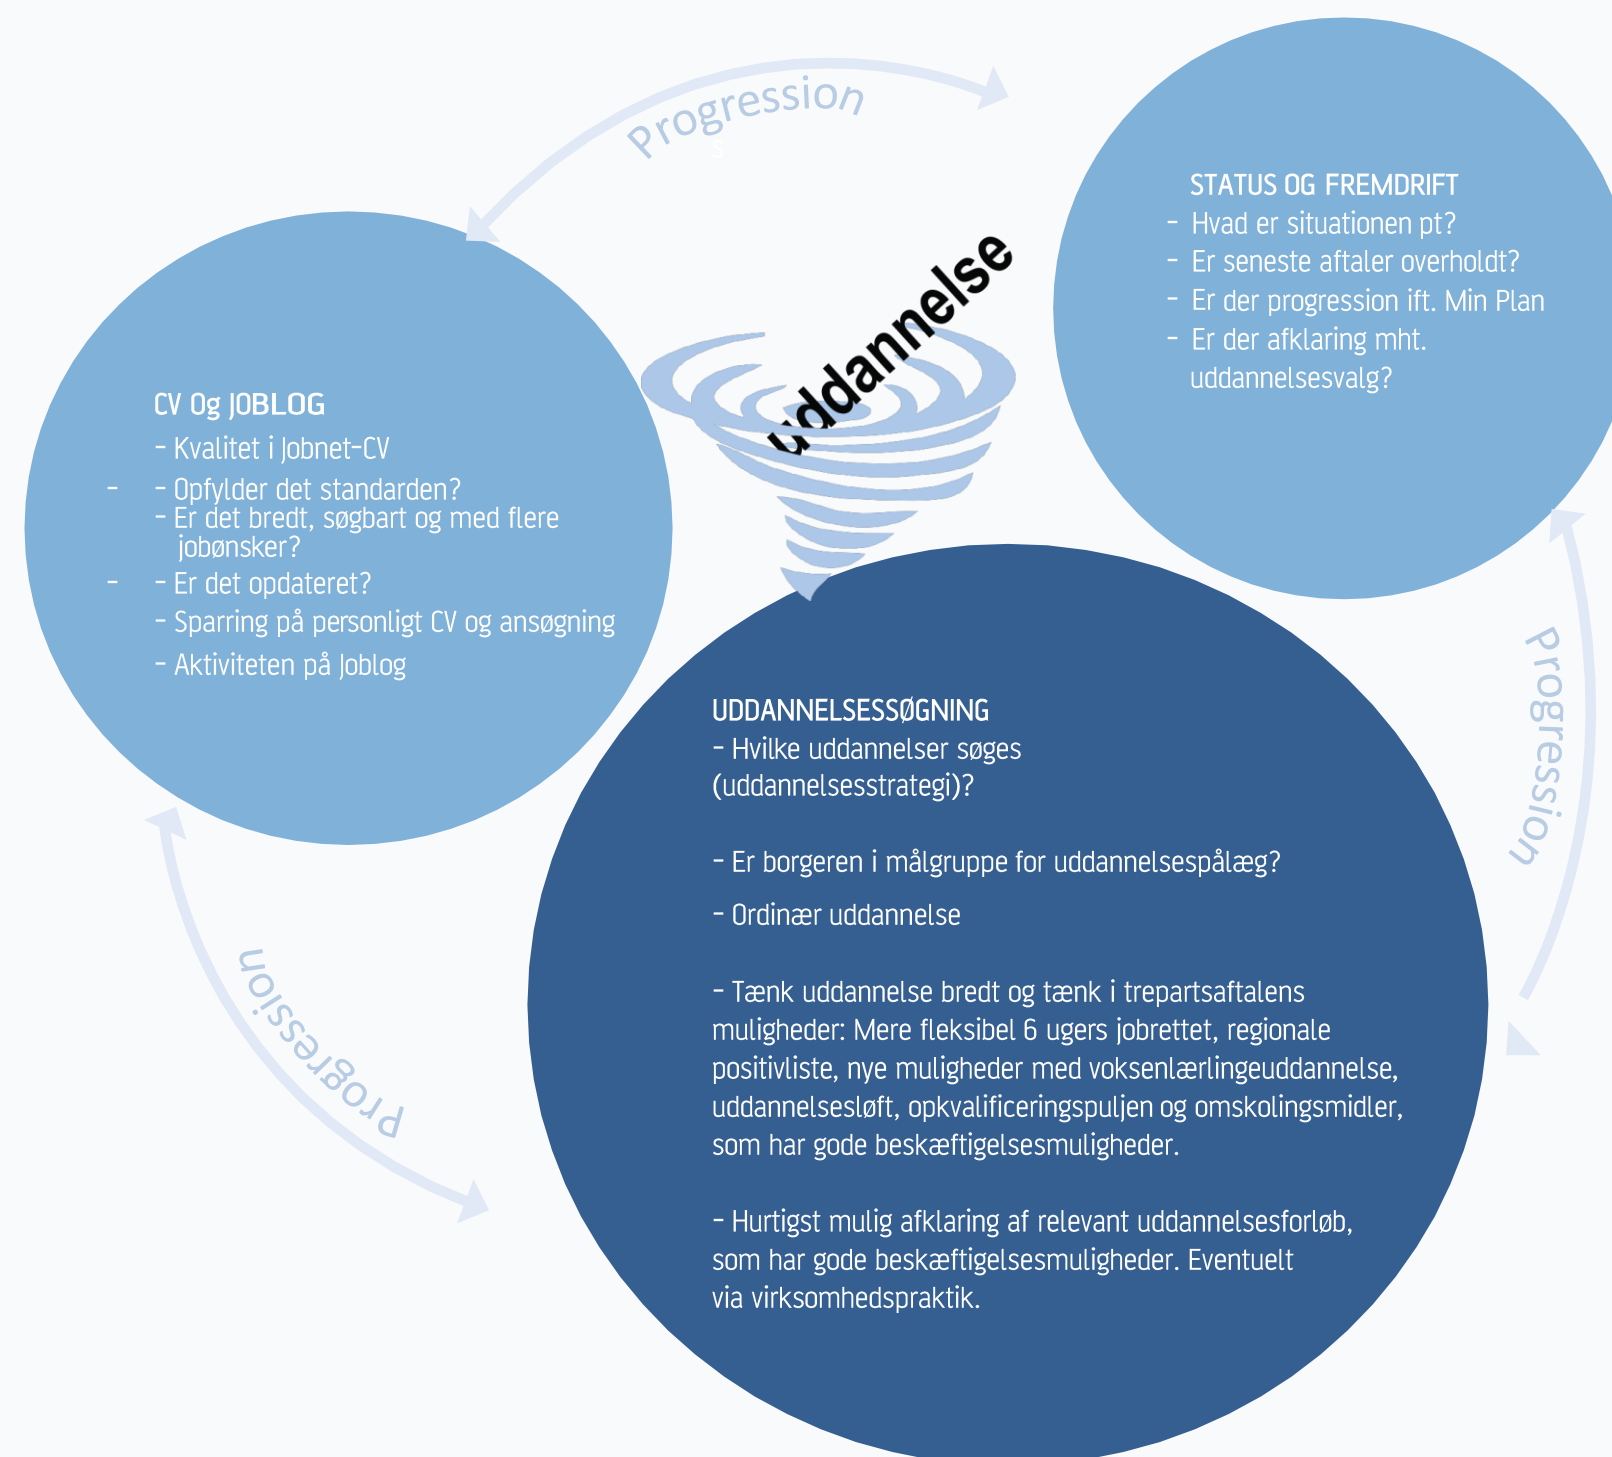 Progression
s
STATUS OG FREMDRIFT
- Hvad er situationen pt?
- Er seneste aftaler overholdt?
- Er der progression ift. Min Plan
- Er der afklaring mht.
uddannelsesvalg?
uddannelse
CV Og JOBLOG
- Kvalitet i Jobnet-CV
- - Opfylder det standarden?
- Er det bredt, søgbart og med flere
jobønsker?
- - Er det opdateret?
- Sparring på personligt CV og ansøgning
- Aktiviteten på Joblog
Progression
UDDANNELSESSØGNING
- Hvilke uddannelser søges
(uddannelsesstrategi)?
- Er borgeren i målgruppe for uddannelsespålæg?
- Ordinær uddannelse
- Tænk uddannelse bredt og tænk i trepartsaftalens
muligheder: Mere fleksibel 6 ugers jobrettet, regionale
positivliste, nye muligheder med voksenlærlingeuddannelse,
uddannelsesløft, opkvalificeringspuljen og omskolingsmidler,
som har gode beskæftigelsesmuligheder.
- Hurtigst mulig afklaring af relevant uddannelsesforløb,
som har gode beskæftigelsesmuligheder. Eventuelt
via virksomhedspraktik.
Progression